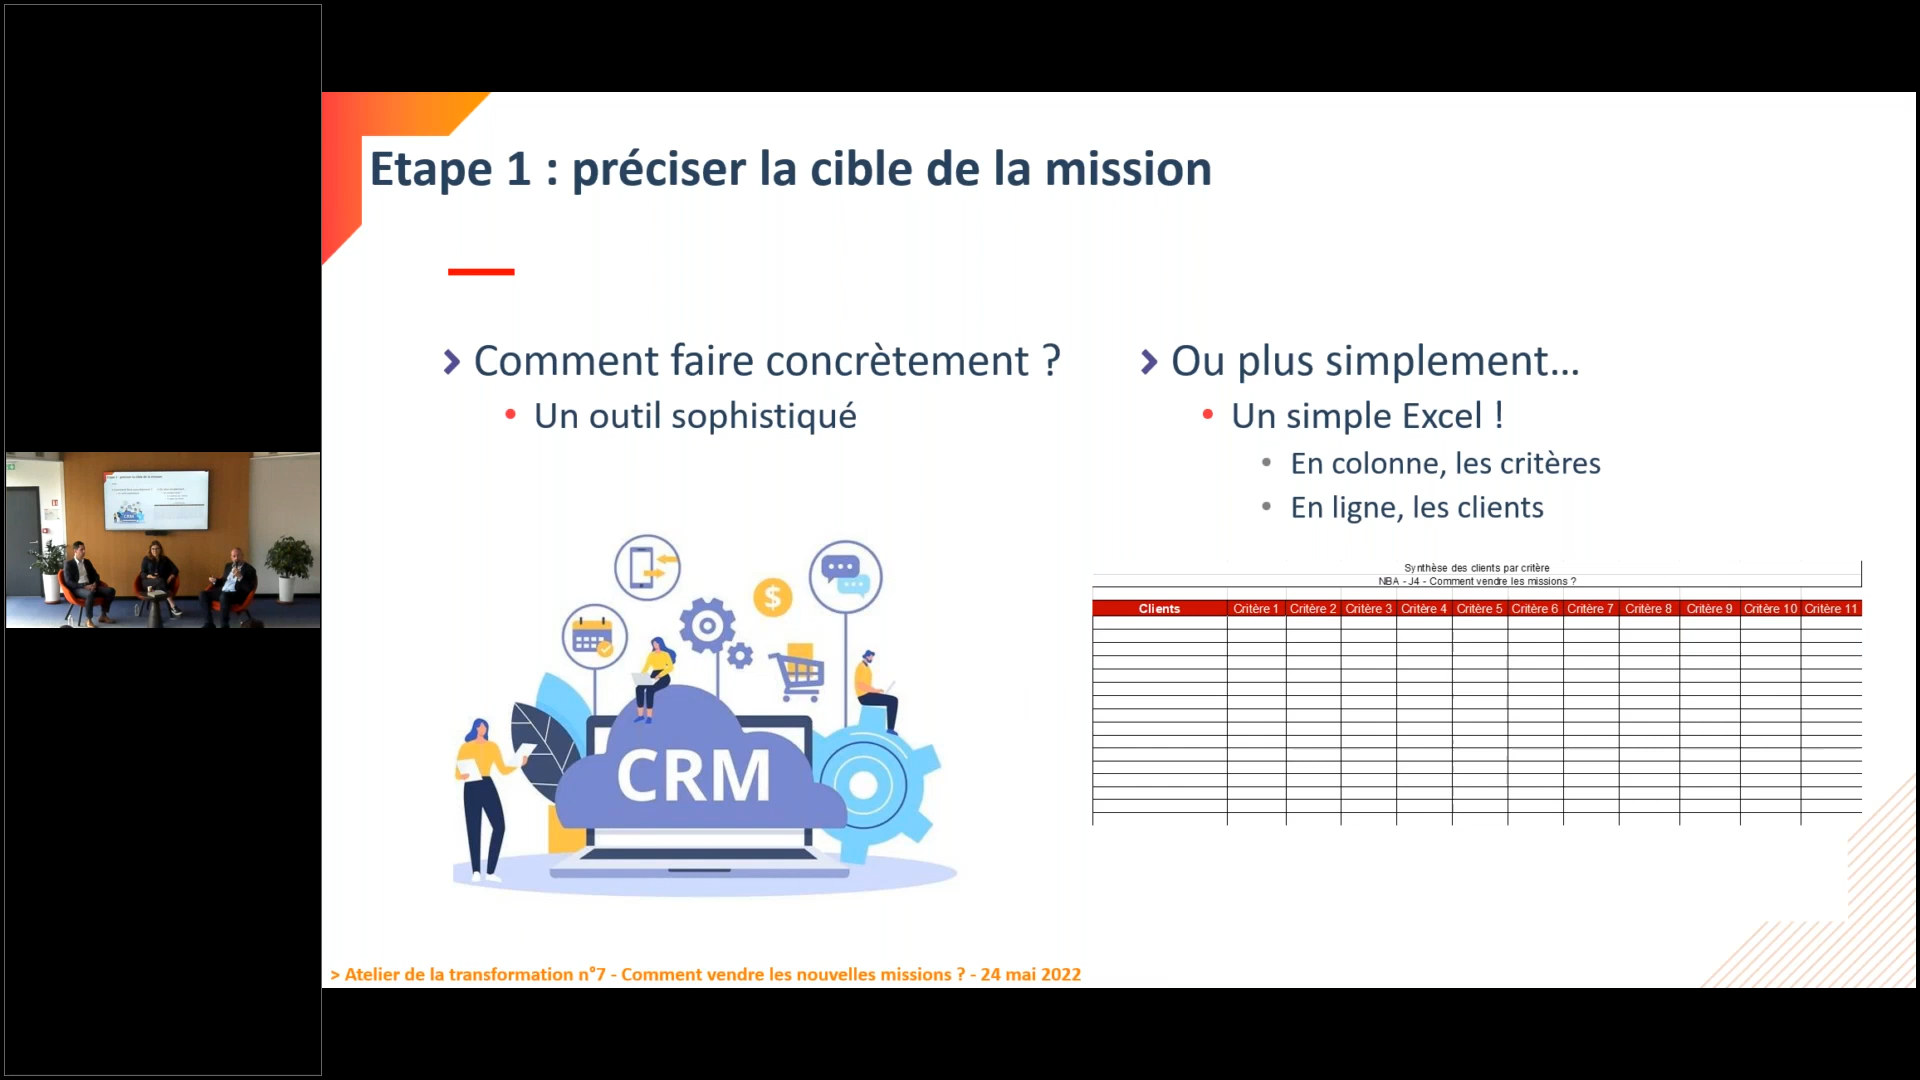 Etape 1 : préciser la cible de la mission
Comment faire concrètement ?
Un outil sophistiqué
CRM
Ou plus simplement...
Un simple Excel !
En colonne, les critères
En ligne, les clients
Synthèse des clients par critère
NBA - J4 - Comment vendre les missions ?
Clients Critère 1 Critère 2 Critère 3 Critère 4 Critère 5 Critère 6 Critère 7 Critère 8 Critère 9 Critère 10 Critère 11
> Atelier de la transformation n°7 - Comment vendre les nouvelles missions ? - 24 mai 2022